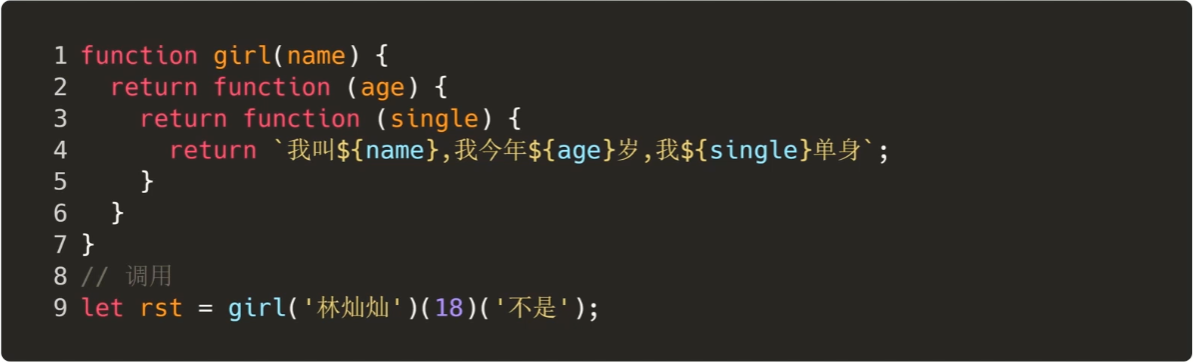 1 function girl(name) {
2   return function (age) {
3     return function (single) {
4       return `我叫${name},我今年${age}岁,我${single}单身`;
5     }
6   }
7 }
8 // 调用
9 let rst = girl('林灿灿')(18)('不是');